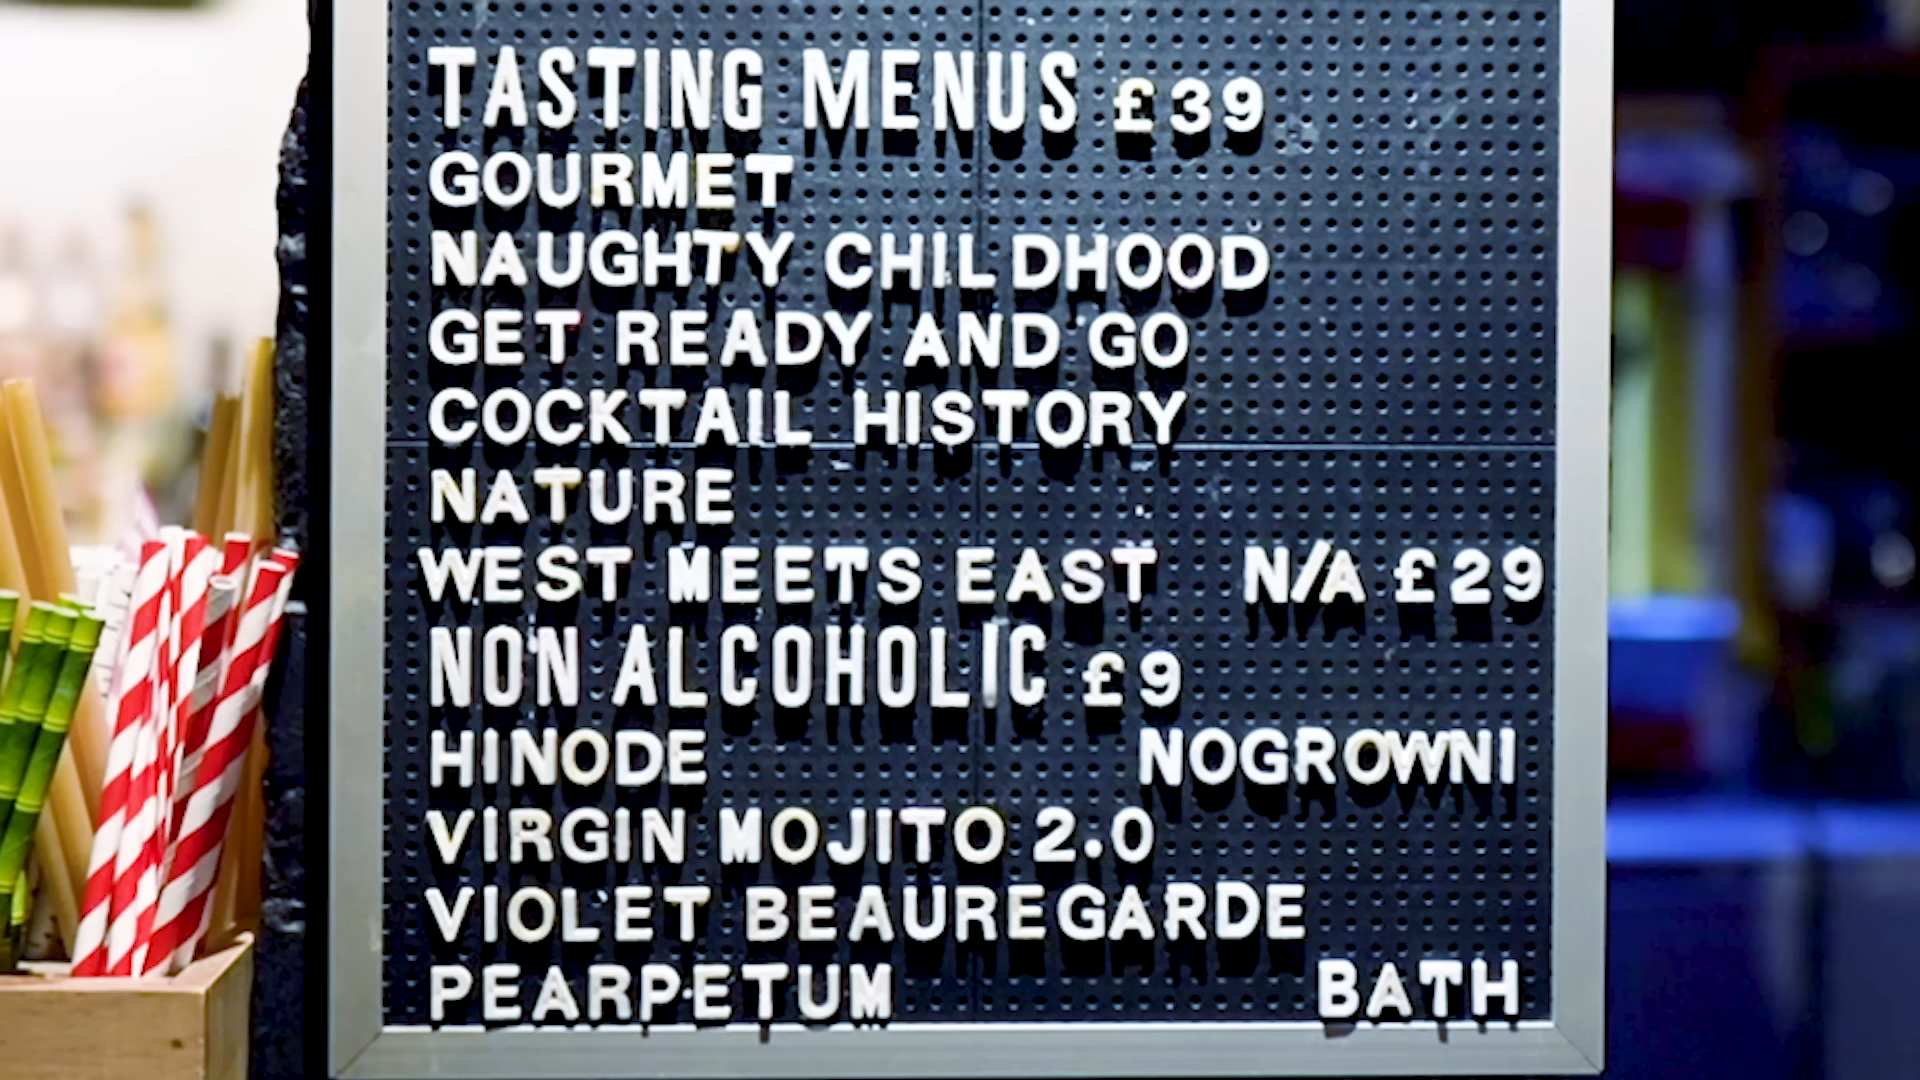 TASTING MENUS £39
GOURMET
NAUGHTY CHILDHOOD
GET READY AND GO
COCKTAIL HISTORY
NATURE
WEST MEETS EAST N/A £29
NON ALCOHOLIC £9
HINODE NOGROWNI
VIRGIN MOJITO 2.0
VIOLET BEAUREGARDE
PEARPETUM BATH